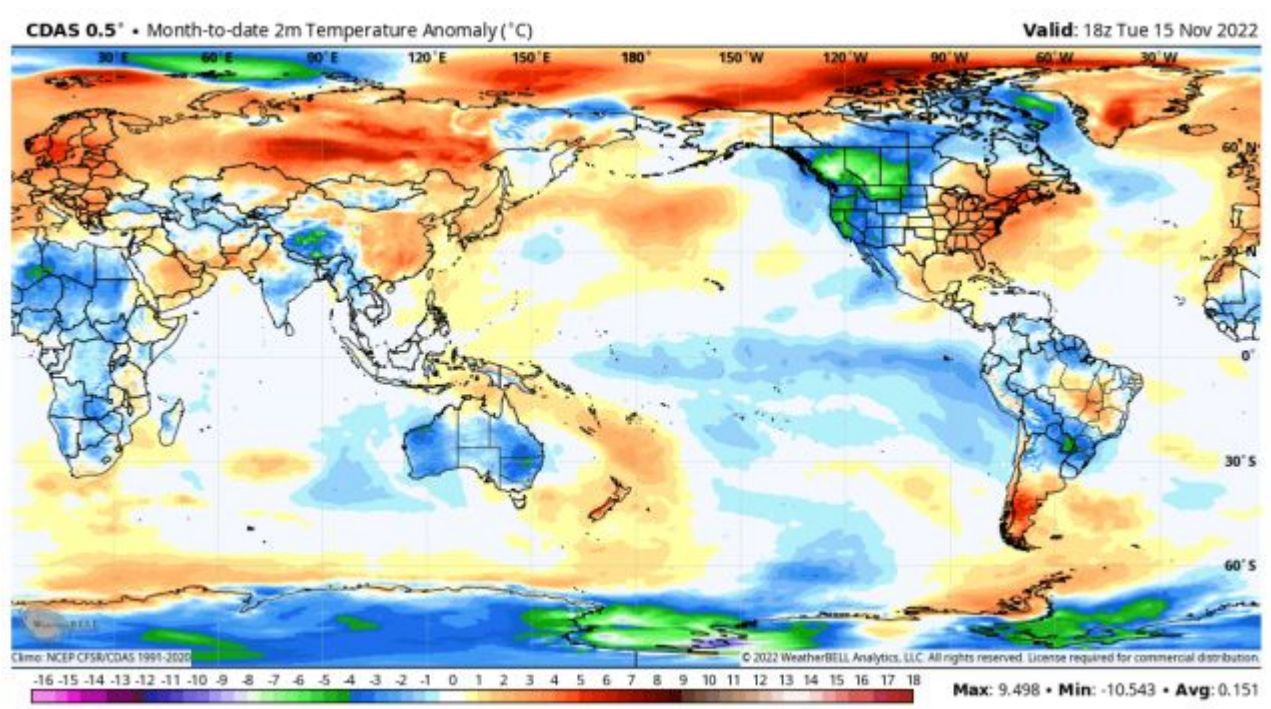 CDAS 0.5° • Month-to-date 2m Temperature Anomaly (°C)
Valid: 18z Tue 15 Nov 2022
30°E 60°E 90°E 120°E 150°E 180° 150°W 120°W 90°W 60°W 30°W
60°N
30°N
0°
30°S
60°S
WeatherBELL
Climo: NCEP CFSR/CDAS 1991-2020
© 2022 WeatherBELL Analytics, LLC. All rights reserved. License required for commercial distribution.
-16 -15 -14 -13 -12 -11 -10 -9 -8 -7 -6 -5 -4 -3 -2 -1 0 1 2 3 4 5 6 7 8 9 10 11 12 13 14 15 16 17 18
Max: 9.498 • Min: -10.543 • Avg: 0.151